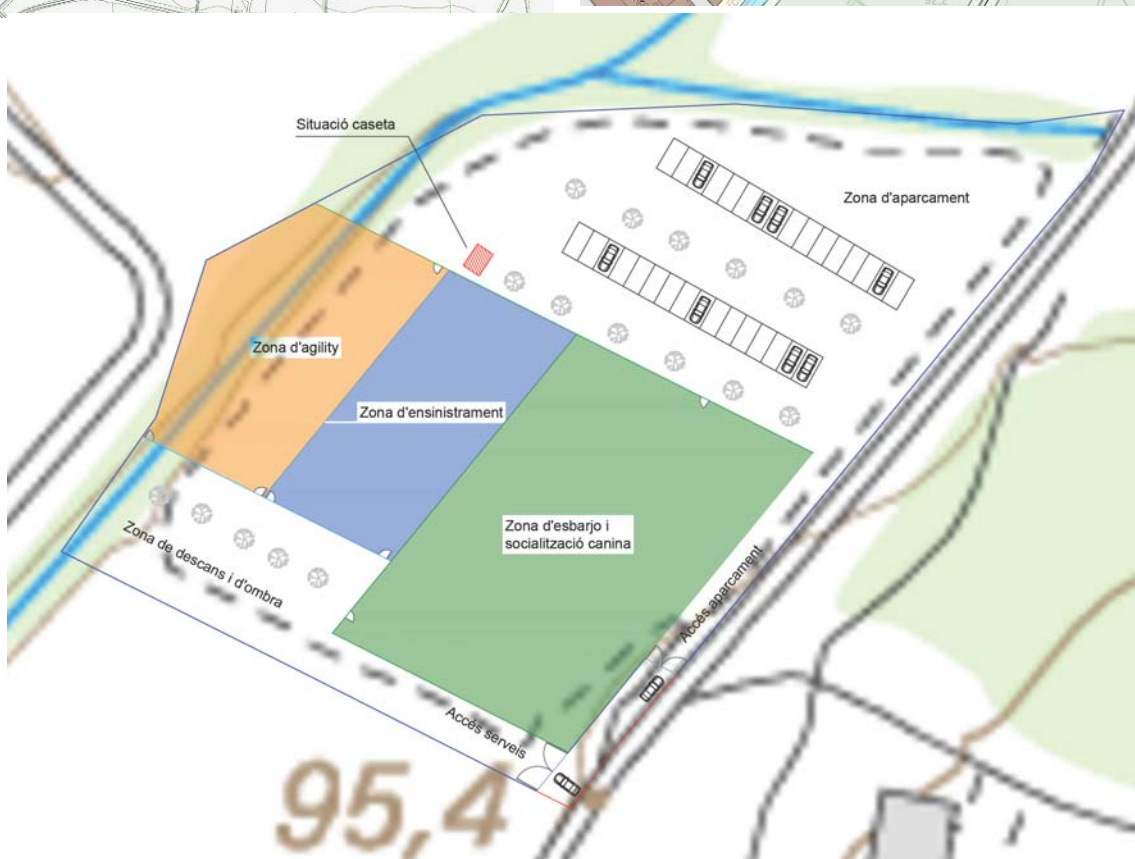 Situació caseta
Zona d'aparcament
Zona d'agility
Zona d'ensinistrament
Zona d'esbarjo i
socialització canina
Zona de descans i d'ombra
Accés aparcament
Accés serveis
95,4